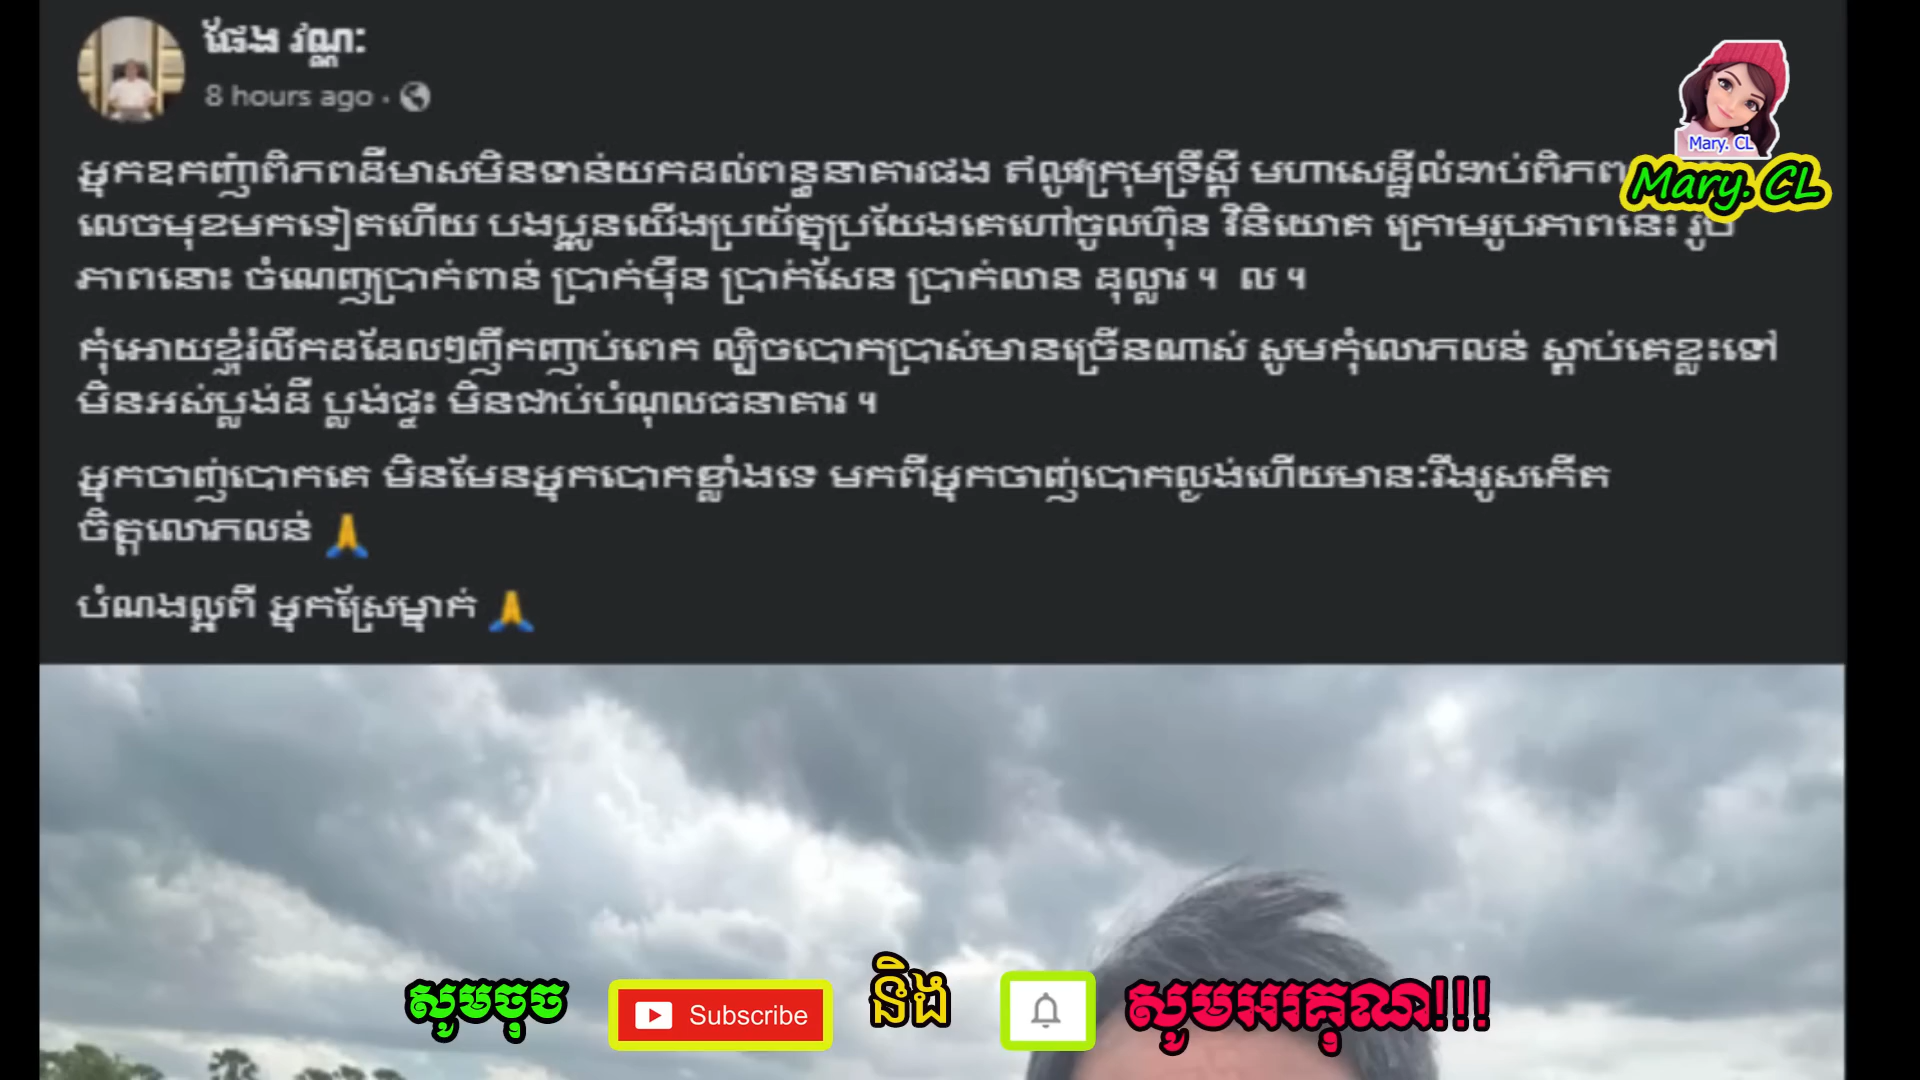 ផែង វណ្ណៈ
8 hours ago ·
Mary. CL
Mary. CL
អ្នកឧកញ៉ាពិភពដីមាសមិនទាន់យកដល់ពន្ធនាគារផង ឥលូវក្រុមទ្រីស្តី មហាសេដ្ឋីលំដាប់ពិភព
លេចមុខមកទៀតហើយ បងប្អូនយើងប្រយ័ត្នប្រយែងគេហៅចូលហ៊ុន វិនិយោគ ក្រោមរូបភាពនេះ រូប
ភាពនោះ ចំណេញប្រាក់ពាន់ ប្រាក់ម៉ឺន ប្រាក់សែន ប្រាក់លាន ដុល្លារ ។ ល ។
កុំអោយខ្ញុំរំលឹកដដែលៗញឹកញាប់ពេក ល្បិចបោកប្រាស់មានច្រើនណាស់ សូមកុំលោភលន់ ស្តាប់គេខ្លះទៅ
មិនអស់ប្លង់ដី ប្លង់ផ្ទះ មិនជាប់បំណុលធនាគារ ។
អ្នកចាញ់បោកគេ មិនមែនអ្នកបោកខ្លាំងទេ មកពីអ្នកចាញ់បោកល្ងង់ហើយមានៈរឹងរូសកើត
ចិត្តលោភលន់ 🙏
បំណងល្អពី អ្នកស្រែម្នាក់ 🙏
សូមចុច Subscribe និង សូមអរគុណ!!!